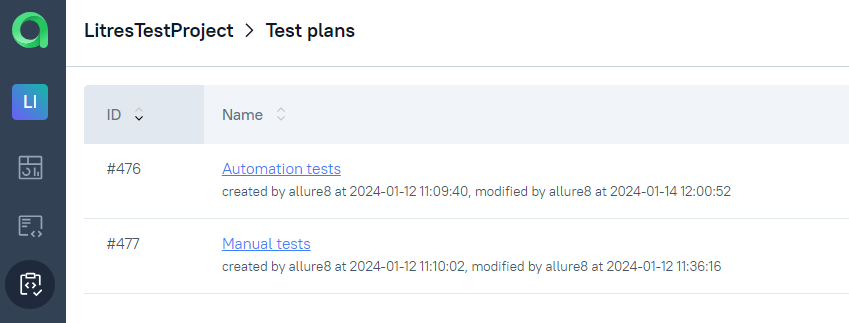 LitresTestProject > Test plans
LI
ID Name
#476 Automation tests
created by allure8 at 2024-01-12 11:09:40, modified by allure8 at 2024-01-14 12:00:52
#477 Manual tests
created by allure8 at 2024-01-12 11:10:02, modified by allure8 at 2024-01-12 11:36:16